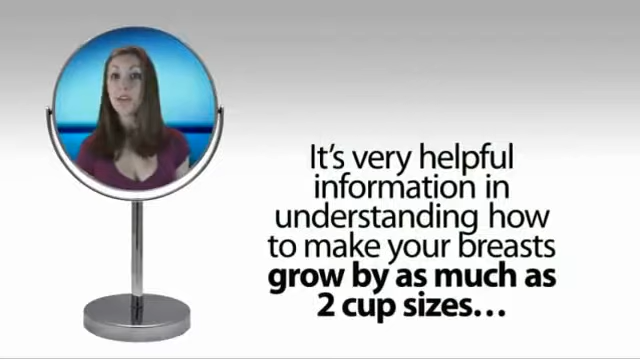 It's very helpful
information in
understanding how
to make your breasts
grow by as much as
2 cup sizes...